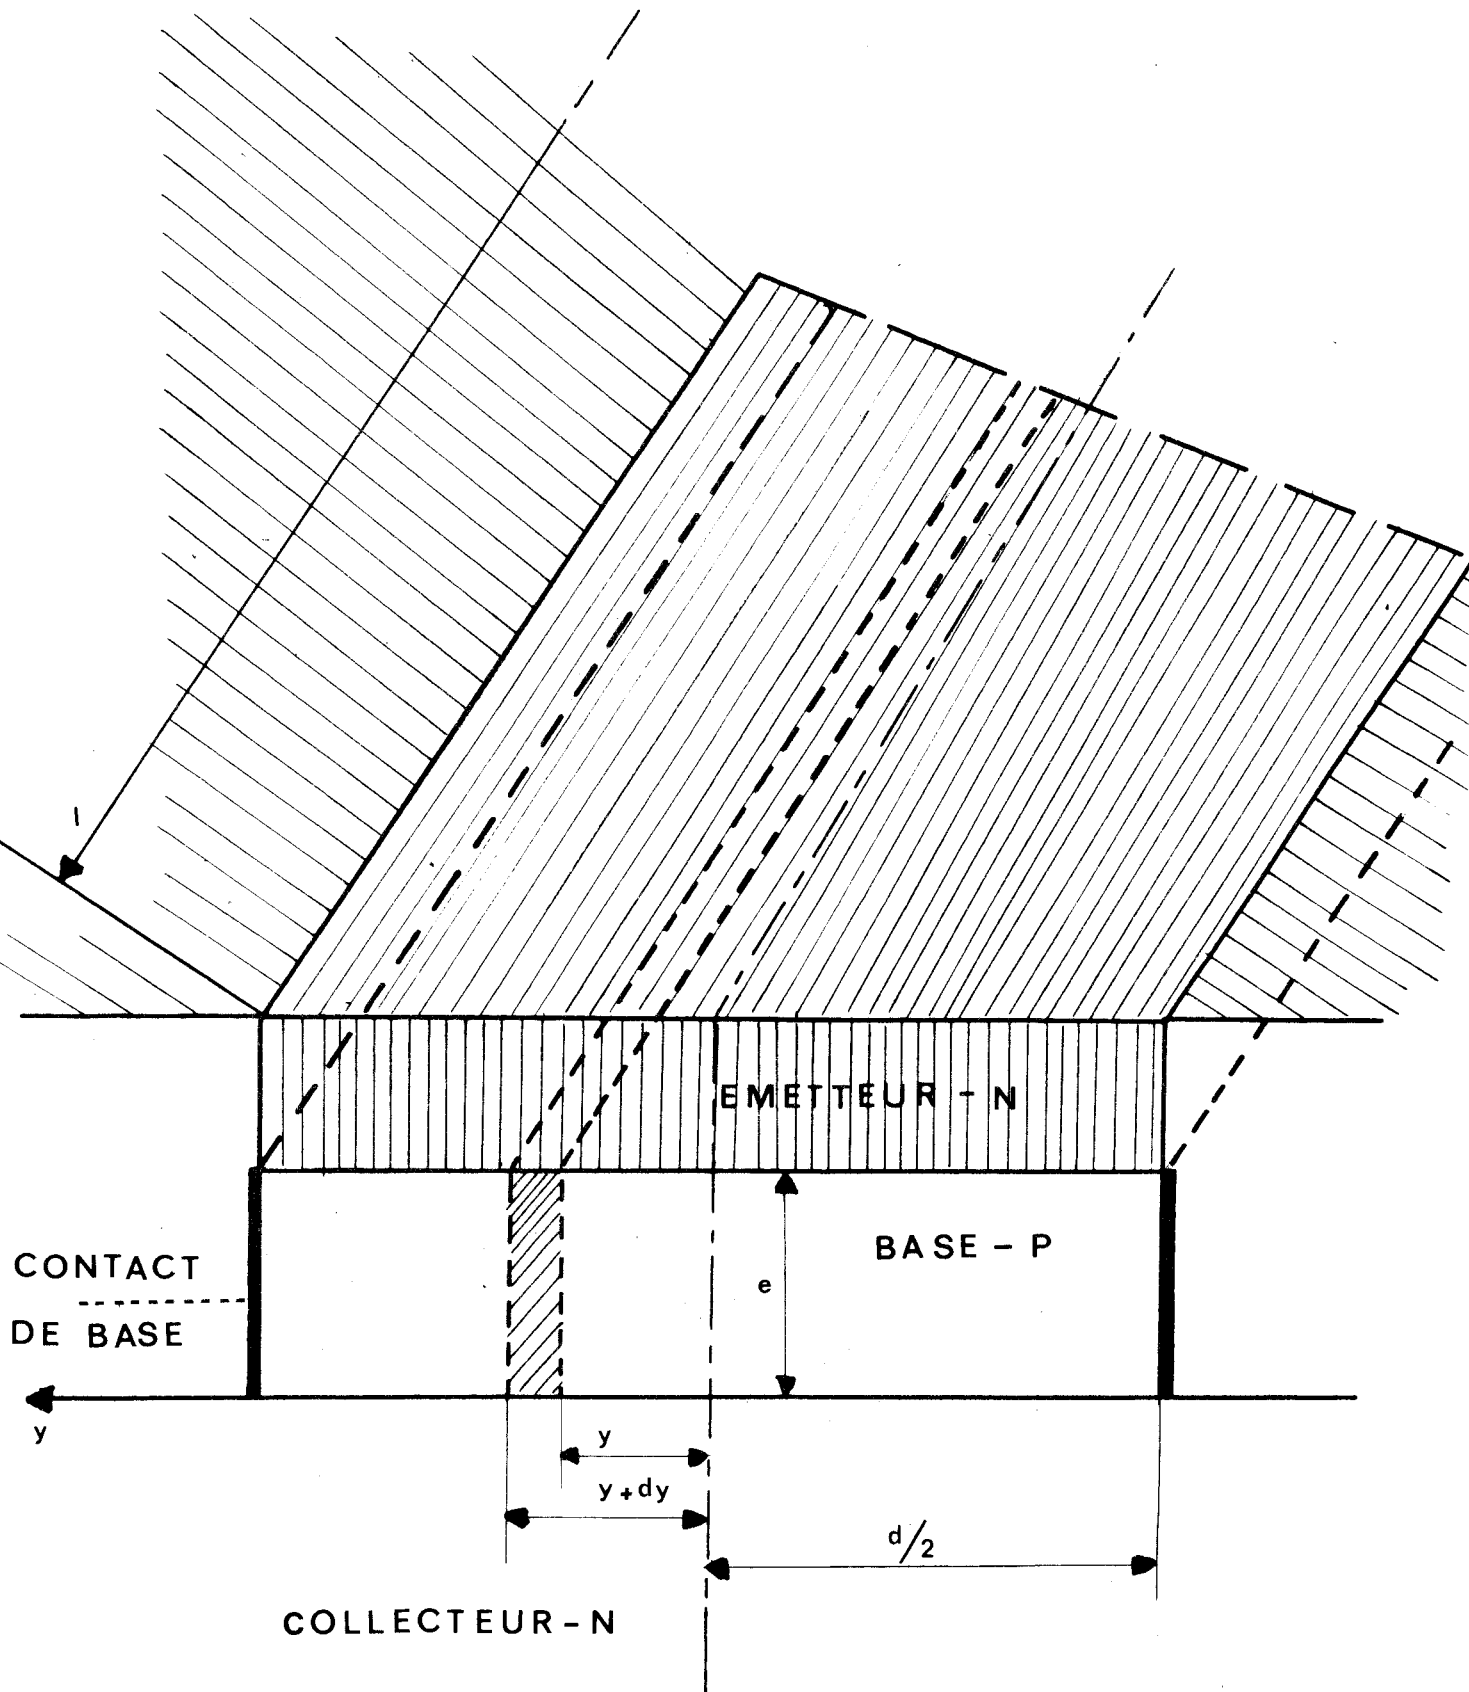 l
EMETTEUR - N
BASE - P
CONTACT
DE BASE
e
y
y
y + dy
d/2
COLLECTEUR - N